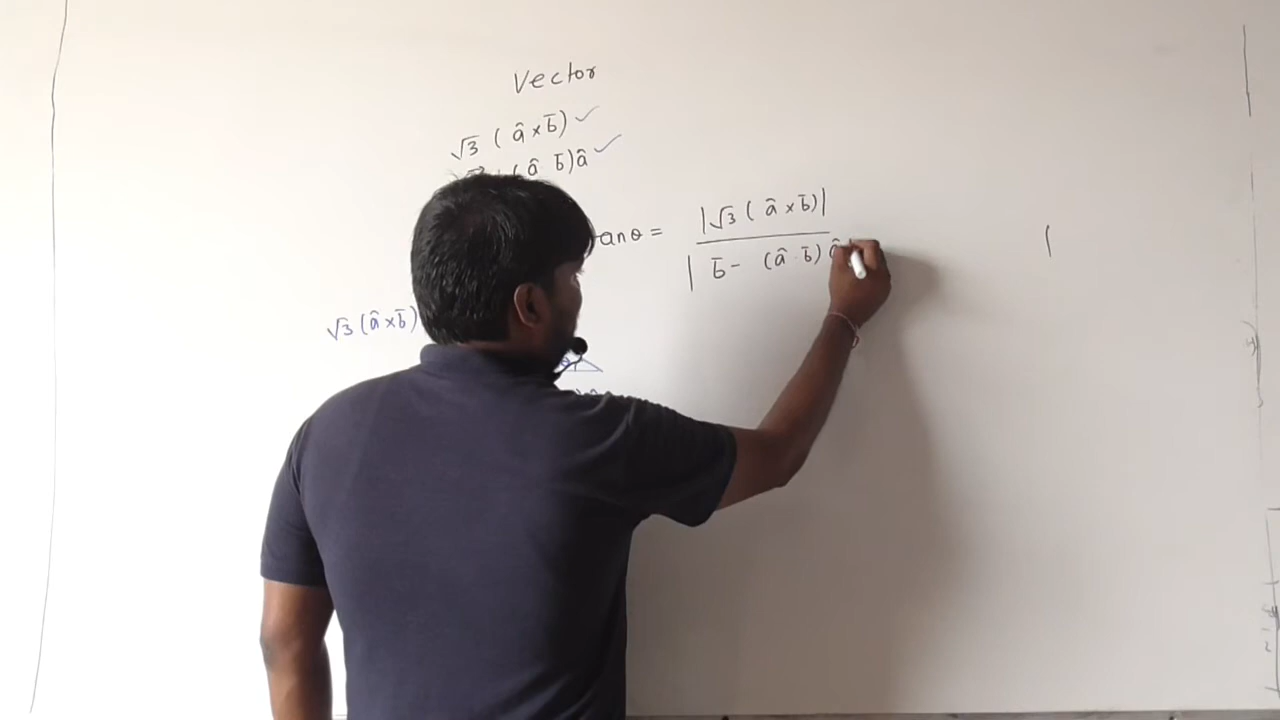 Vector
√3 ( â × b̄ ) ✓
( â b̄ ) â ✓
tanθ = |√3 ( â × b̄ )|
| b̄ - ( â · b̄ ) â |
√3 ( â × b̄ )